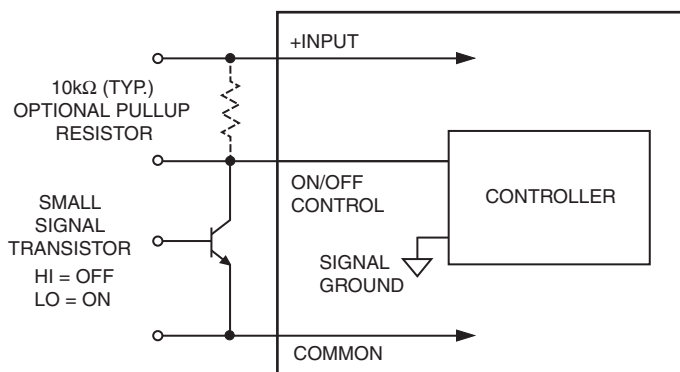 +INPUT
10kΩ (TYP.)
OPTIONAL PULLUP
RESISTOR
ON/OFF
CONTROL
CONTROLLER
SMALL
SIGNAL
TRANSISTOR
HI = OFF
LO = ON
SIGNAL
GROUND
COMMON